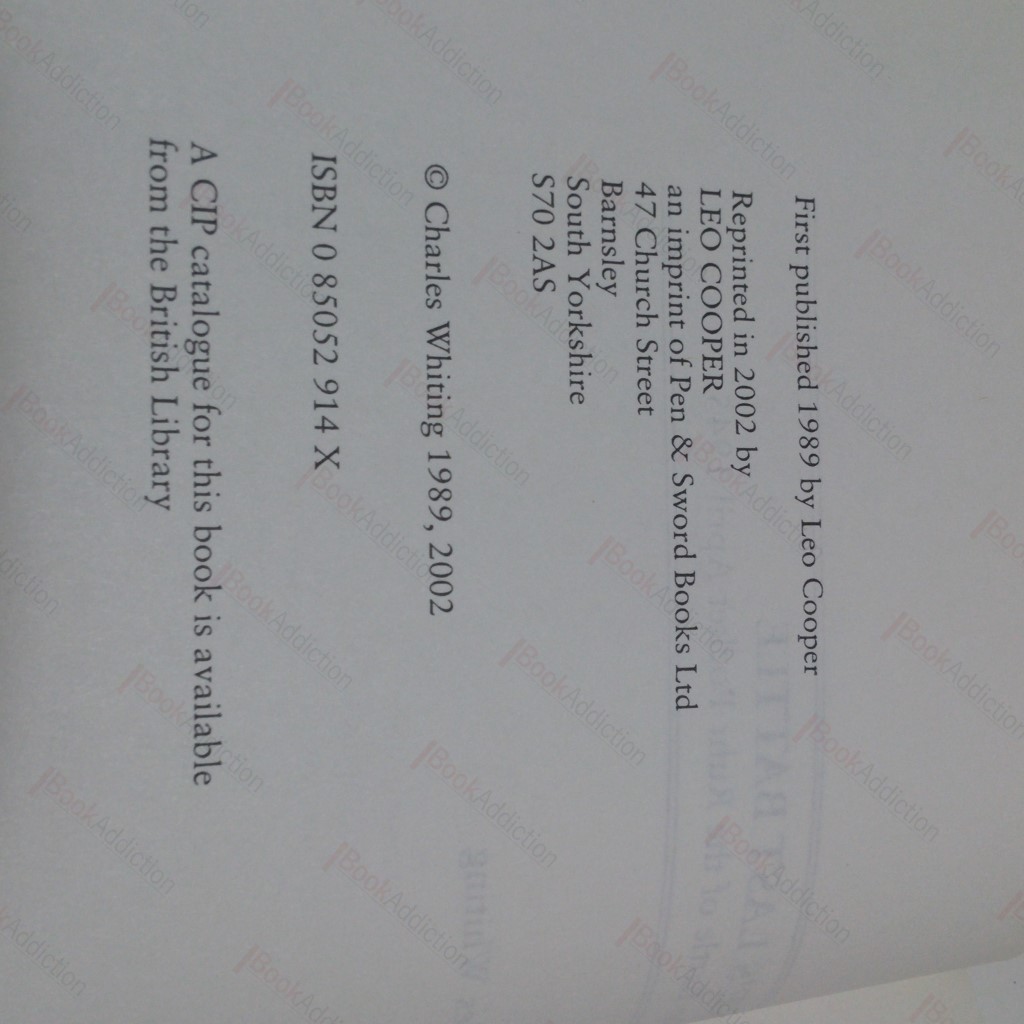 First published 1989 by Leo Cooper
Reprinted in 2002 by
LEO COOPER
an imprint of Pen & Sword Books Ltd
47 Church Street
Barnsley
South Yorkshire
S70 2AS
© Charles Whiting 1989, 2002
ISBN 0 85052 914 X
A CIP catalogue for this book is available
from the British Library
BookAddiction